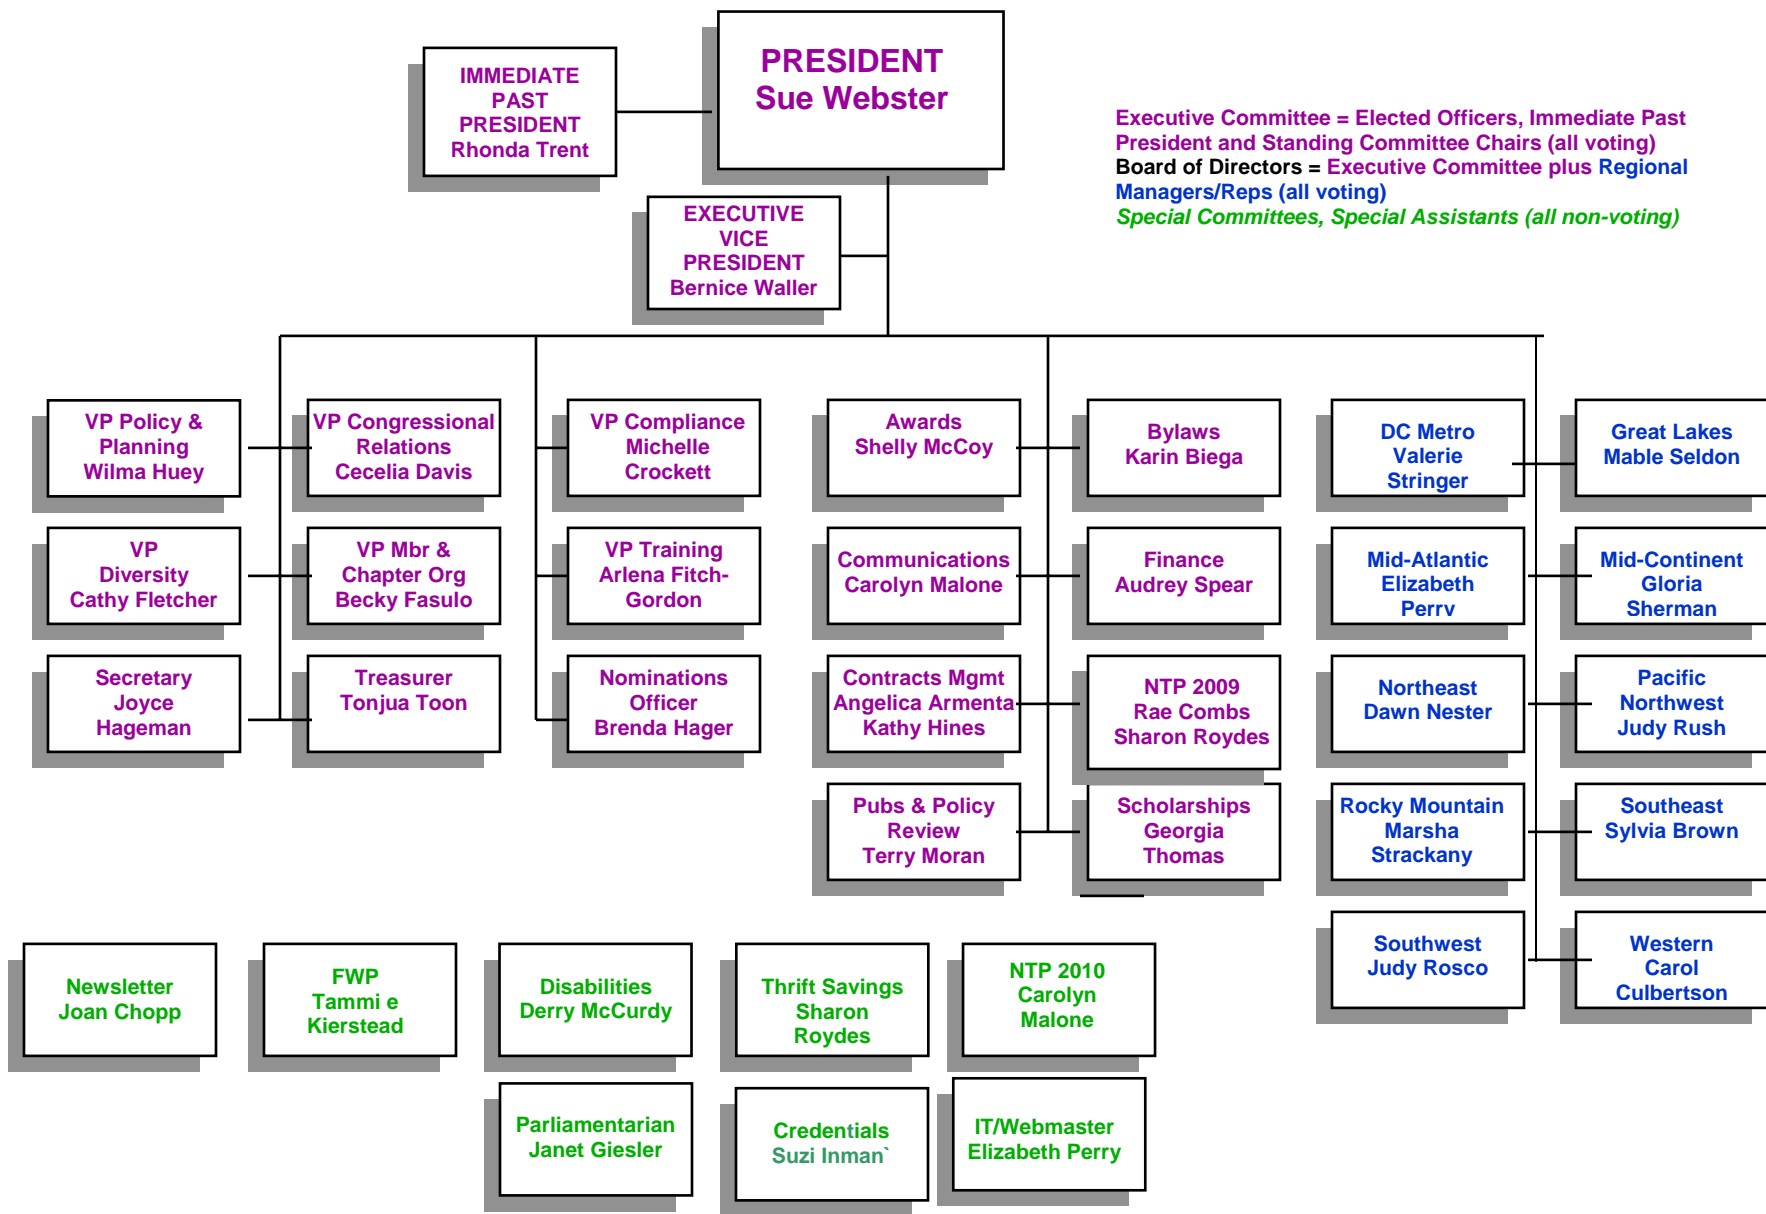 IMMEDIATE
PAST
PRESIDENT
Rhonda Trent
PRESIDENT
Sue Webster
Executive Committee = Elected Officers, Immediate Past
President and Standing Committee Chairs (all voting)
Board of Directors = Executive Committee plus Regional
Managers/Reps (all voting)
Special Committees, Special Assistants (all non-voting)
EXECUTIVE
VICE
PRESIDENT
Bernice Waller
VP Policy &
Planning
Wilma Huey
VP Congressional
Relations
Cecelia Davis
VP Compliance
Michelle
Crockett
Awards
Shelly McCoy
Bylaws
Karin Biega
DC Metro
Valerie
Stringer
Great Lakes
Mable Seldon
VP
Diversity
Cathy Fletcher
VP Mbr &
Chapter Org
Becky Fasulo
VP Training
Arlena Fitch-
Gordon
Communications
Carolyn Malone
Finance
Audrey Spear
Mid-Atlantic
Elizabeth
Perry
Mid-Continent
Gloria
Sherman
Secretary
Joyce
Hageman
Treasurer
Tonjua Toon
Nominations
Officer
Brenda Hager
Contracts Mgmt
Angelica Armenta
Kathy Hines
NTP 2009
Rae Combs
Sharon Roydes
Northeast
Dawn Nester
Pacific
Northwest
Judy Rush
Pubs & Policy
Review
Terry Moran
Scholarships
Georgia
Thomas
Rocky Mountain
Marsha
Strackany
Southeast
Sylvia Brown
Southwest
Judy Rosco
Western
Carol
Culbertson
Newsletter
Joan Chopp
FWP
Tammi e
Kierstead
Disabilities
Derry McCurdy
Thrift Savings
Sharon
Roydes
NTP 2010
Carolyn
Malone
Parliamentarian
Janet Giesler
Credentials
Suzi Inman`
IT/Webmaster
Elizabeth Perry